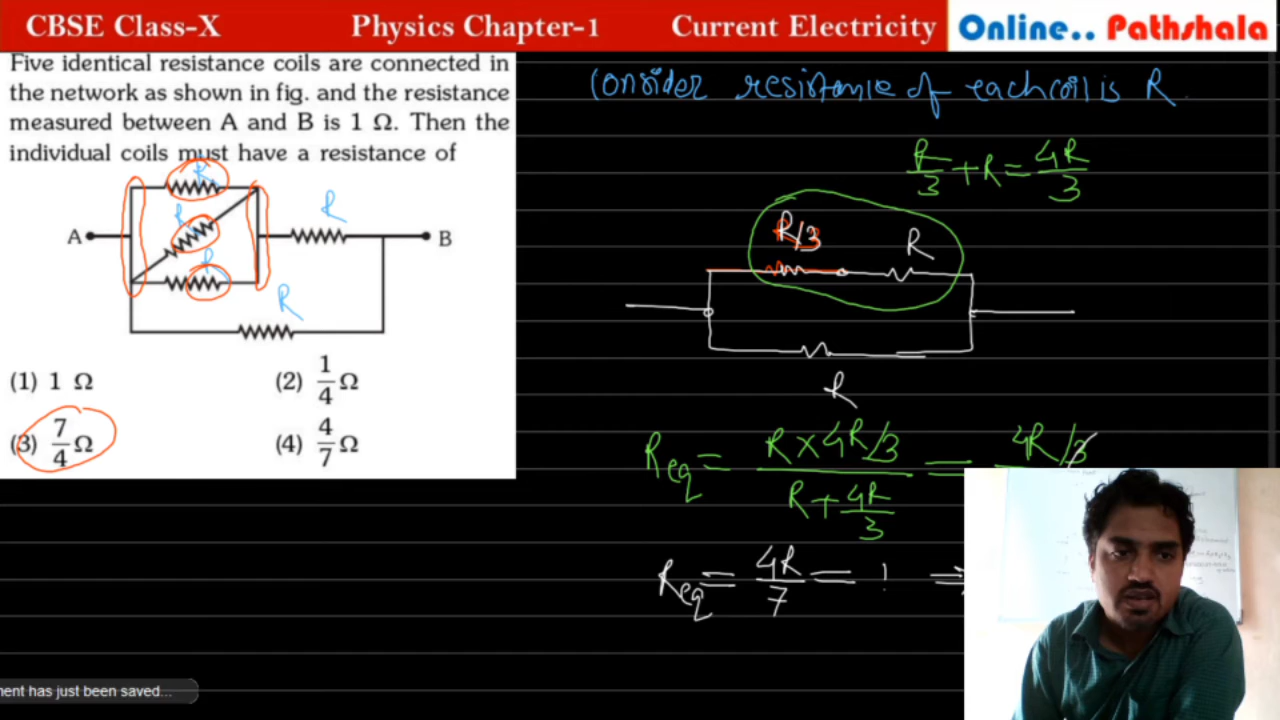 CBSE Class-X Physics Chapter-1 Current Electricity Online.. Pathshala
Five identical resistance coils are connected in
the network as shown in fig. and the resistance
measured between A and B is 1 Ω. Then the
individual coils must have a resistance of
R
R
R
R
A
B
R
(1) 1 Ω (2) 1/4 Ω
(3) 7/4 Ω (4) 4/7 Ω
Consider resistance of each coil is R
R/3 + R = 4R/3
R/3 R
R
Req = R × 4R/3 / R + 4R/3 = 4R/3
Req = 4R/7 = 1 ⇒
ent has just been saved...